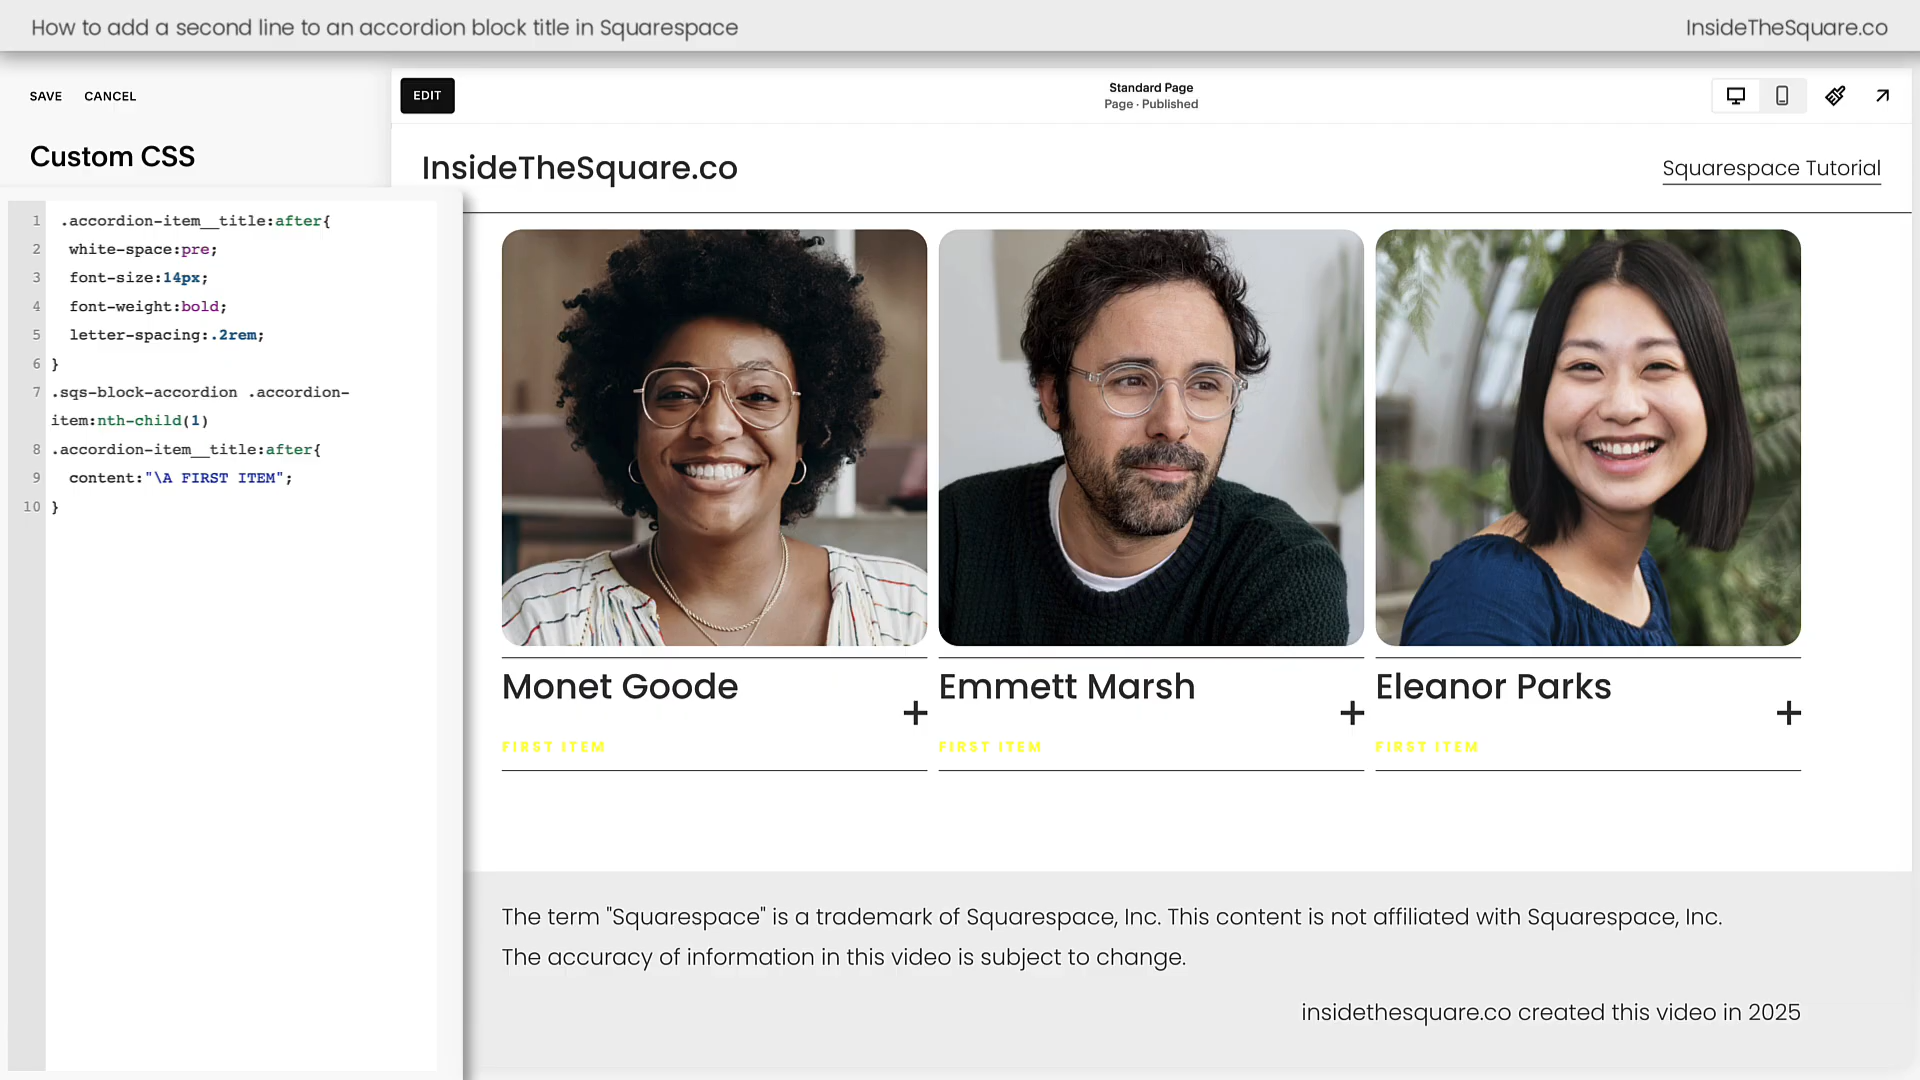 How to add a second line to an accordion block title in Squarespace
InsideTheSquare.co
SAVE CANCEL
EDIT
Standard Page
Page · Published
Custom CSS
InsideTheSquare.co
Squarespace Tutorial
1 .accordion-item__title:after{
2 white-space:pre;
3 font-size:14px;
4 font-weight:bold;
5 letter-spacing:.2rem;
6 }
7 .sqs-block-accordion .accordion-
item:nth-child(1)
8 .accordion-item__title:after{
9 content:"\A FIRST ITEM";
10 }
Monet Goode
FIRST ITEM
Emmett Marsh
FIRST ITEM
Eleanor Parks
FIRST ITEM
The term "Squarespace" is a trademark of Squarespace, Inc. This content is not affiliated with Squarespace, Inc.
The accuracy of information in this video is subject to change.
insidethesquare.co created this video in 2025